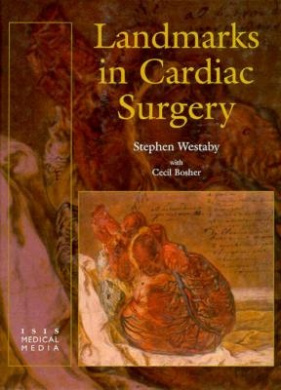 Landmarks
in Cardiac
Surgery
Stephen Westaby
with
Cecil Bosher
ISIS
MEDICAL
MEDIA